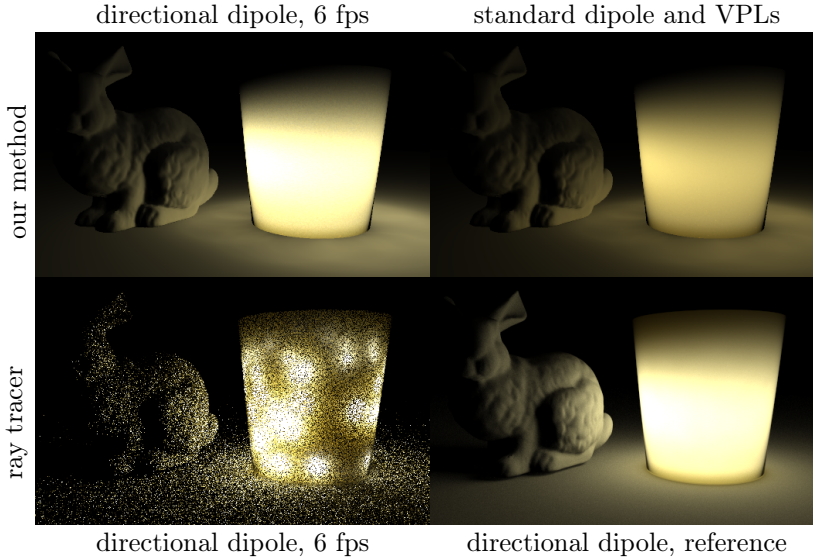 directional dipole, 6 fps
standard dipole and VPLs
our method
ray tracer
directional dipole, 6 fps
directional dipole, reference